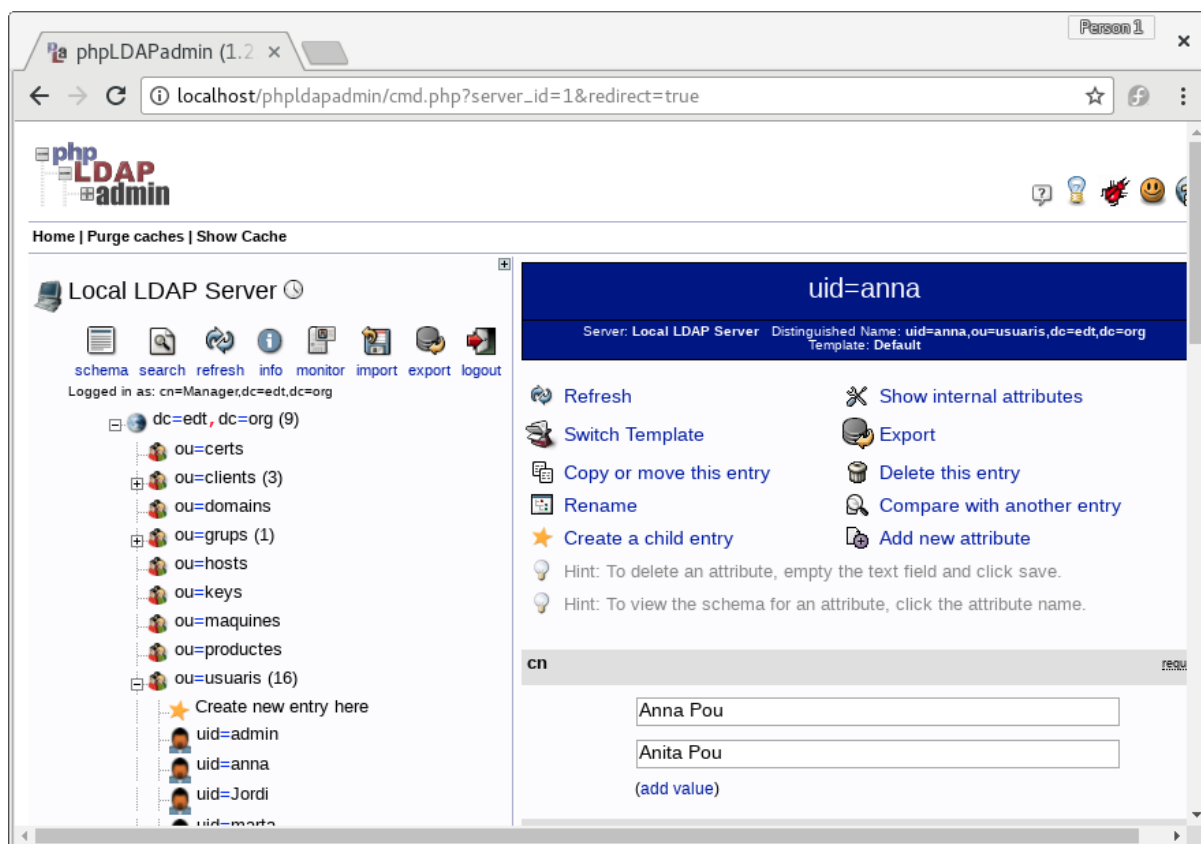 Person 1
phpLDAPadmin (1.2
localhost/phpldapadmin/cmd.php?server_id=1&redirect=true
php
LDAP
admin
Home | Purge caches | Show Cache
Local LDAP Server
schema search refresh info monitor import export logout
Logged in as: cn=Manager,dc=edt,dc=org
dc=edt, dc=org (9)
ou=certs
ou=clients (3)
ou=domains
ou=grups (1)
ou=hosts
ou=keys
ou=maquines
ou=productes
ou=usuaris (16)
Create new entry here
uid=admin
uid=anna
uid=Jordi
uid=marta
uid=anna
Server: Local LDAP Server Distinguished Name: uid=anna,ou=usuaris,dc=edt,dc=org
Template: Default
Refresh Show internal attributes
Switch Template Export
Copy or move this entry Delete this entry
Rename Compare with another entry
Create a child entry Add new attribute
Hint: To delete an attribute, empty the text field and click save.
Hint: To view the schema for an attribute, click the attribute name.
cn requ
Anna Pou
Anita Pou
(add value)